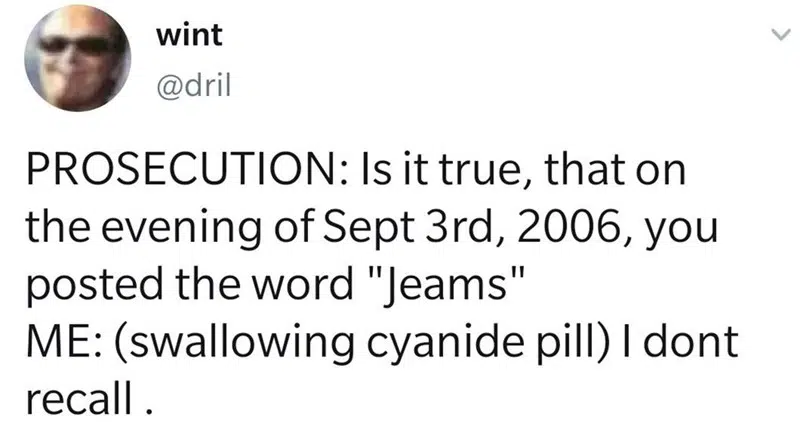 wint
@dril
PROSECUTION: Is it true, that on
the evening of Sept 3rd, 2006, you
posted the word "Jeams"
ME: (swallowing cyanide pill) I dont
recall .